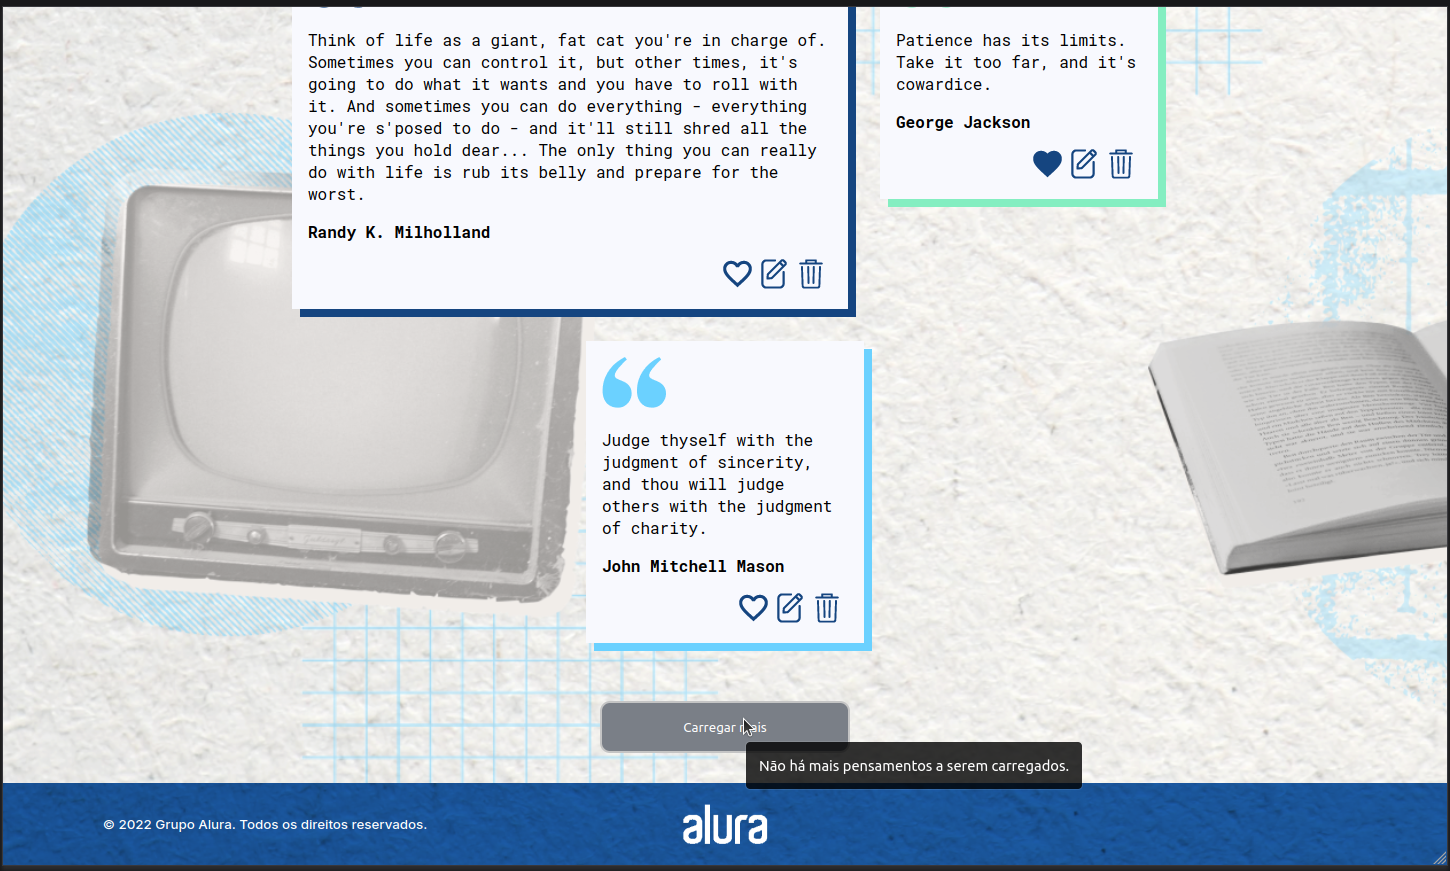 Think of life as a giant, fat cat you're in charge of.
Sometimes you can control it, but other times, it's
going to do what it wants and you have to roll with
it. And sometimes you can do everything - everything
you're s'posed to do - and it'll still shred all the
things you hold dear... The only thing you can really
do with life is rub its belly and prepare for the
worst.
Randy K. Milholland
Patience has its limits.
Take it too far, and it's
cowardice.
George Jackson
Judge thyself with the
judgment of sincerity,
and thou will judge
others with the judgment
of charity.
John Mitchell Mason
Carregar mais
Não há mais pensamentos a serem carregados.
© 2022 Grupo Alura. Todos os direitos reservados.
alura